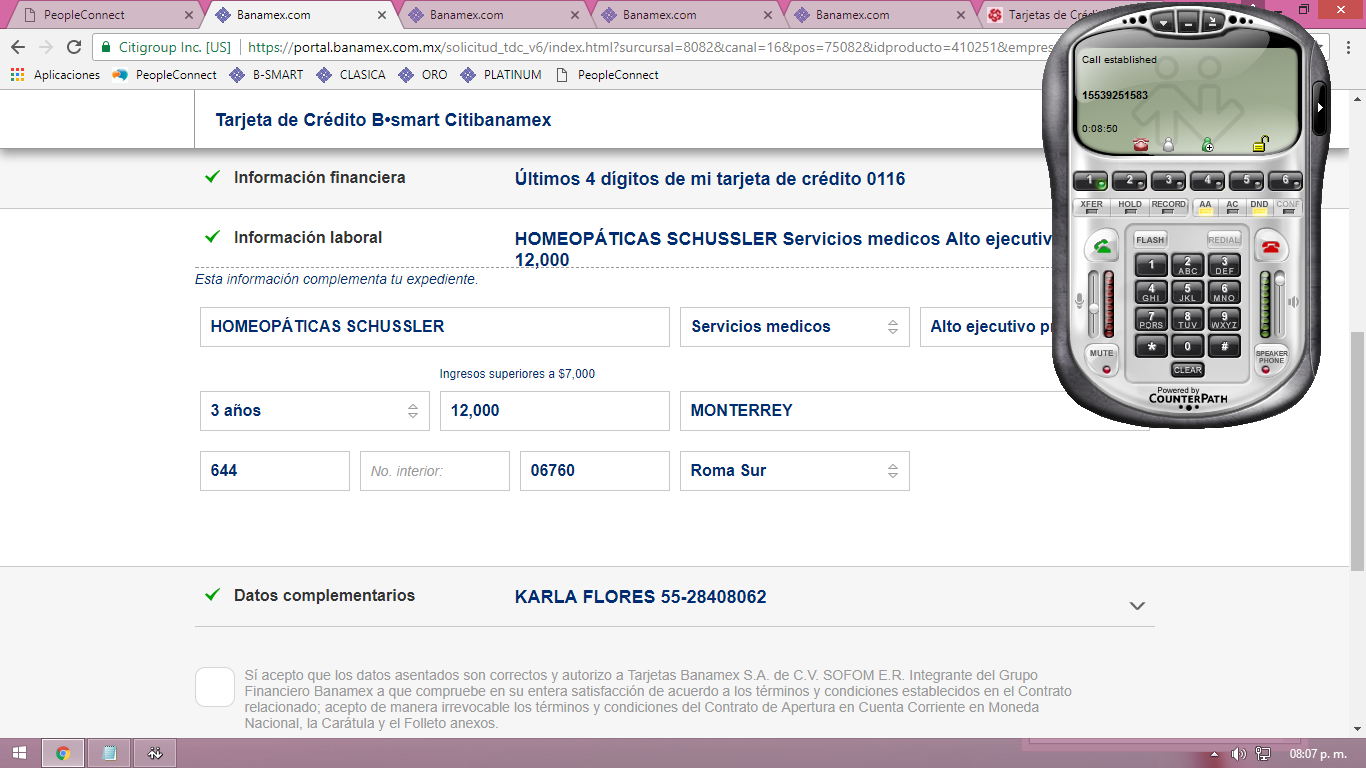 PeopleConnect
Banamex.com
Banamex.com
Banamex.com
Banamex.com
Tarjetas de Créd
Citigroup Inc. [US]
https://portal.banamex.com.mx/solicitud_tdc_v6/index.html?surcursal=8082&canal=16&pos=75082&idproducto=410251&empres
Aplicaciones
PeopleConnect
B-SMART
CLASICA
ORO
PLATINUM
PeopleConnect
Tarjeta de Crédito B•smart Citibanamex
Información financiera
Últimos 4 dígitos de mi tarjeta de crédito 0116
Información laboral
HOMEOPÁTICAS SCHUSSLER Servicios medicos Alto ejecutiv
12,000
Esta información complementa tu expediente.
HOMEOPÁTICAS SCHUSSLER
Servicios medicos
Alto ejecutivo p
Ingresos superiores a $7,000
3 años
12,000
MONTERREY
644
No. interior:
06760
Roma Sur
Datos complementarios
KARLA FLORES 55-28408062
Sí acepto que los datos asentados son correctos y autorizo a Tarjetas Banamex S.A. de C.V. SOFOM E.R. Integrante del Grupo
Financiero Banamex a que compruebe en su entera satisfacción de acuerdo a los términos y condiciones establecidos en el Contrato
relacionado; acepto de manera irrevocable los términos y condiciones del Contrato de Apertura en Cuenta Corriente en Moneda
Nacional, la Carátula y el Folleto anexos.
Call established
15539251583
0:08:50
1 2 3 4 5 6
XFER HOLD RECORD AA AC DND CONF
FLASH REDIAL
1 2 ABC 3 DEF
4 GHI 5 JKL 6 MNO
7 PQRS 8 TUV 9 WXYZ
* 0 #
MUTE
SPEAKER PHONE
CLEAR
Powered by
COUNTERPATH
08:07 p. m.